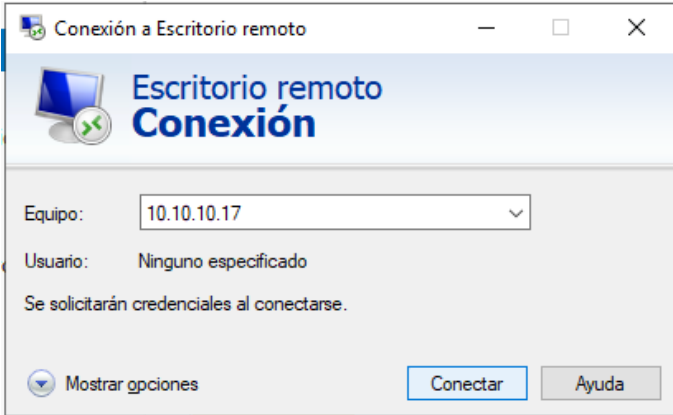 Conexión a Escritorio remoto
Escritorio remoto
Conexión
Equipo: 10.10.10.17
Usuario: Ninguno especificado
Se solicitarán credenciales al conectarse.
Mostrar opciones Conectar Ayuda